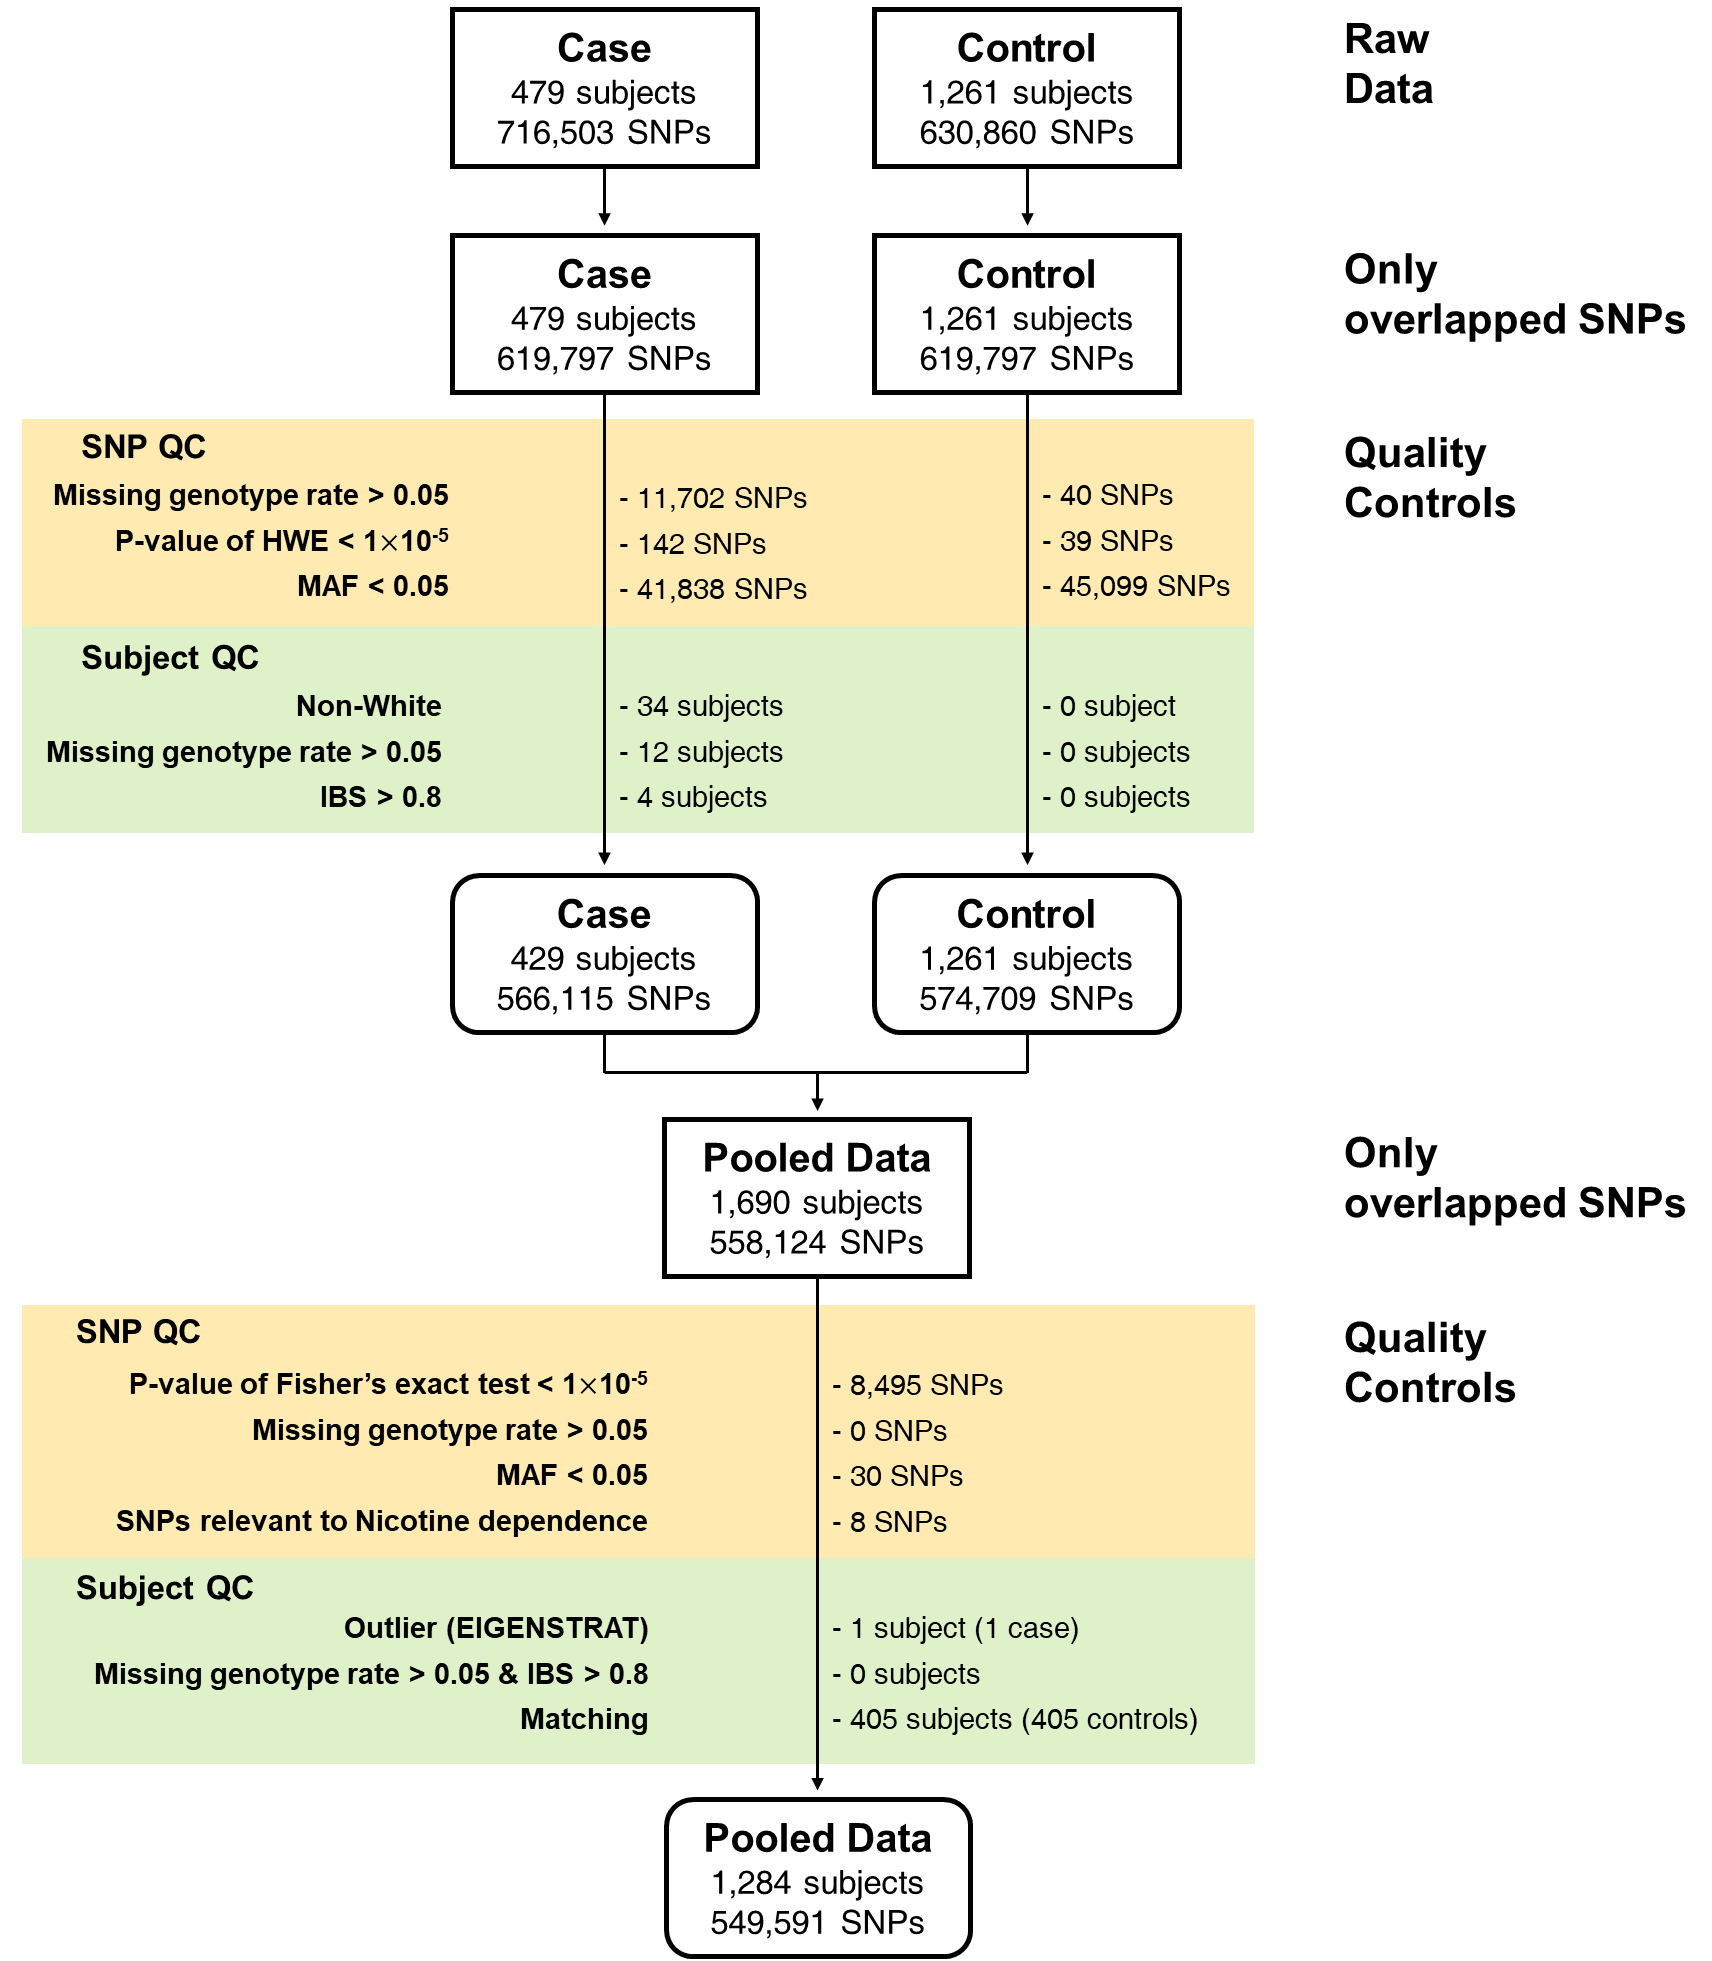 Case
479 subjects
716,503 SNPs
Control
1,261 subjects
630,860 SNPs
Raw
Data
Case
479 subjects
619,797 SNPs
Control
1,261 subjects
619,797 SNPs
Only
overlapped SNPs
SNP QC
Missing genotype rate > 0.05 - 11,702 SNPs - 40 SNPs
P-value of HWE < 1×10⁻⁵ - 142 SNPs - 39 SNPs
MAF < 0.05 - 41,838 SNPs - 45,099 SNPs
Quality
Controls
Subject QC
Non-White - 34 subjects - 0 subject
Missing genotype rate > 0.05 - 12 subjects - 0 subjects
IBS > 0.8 - 4 subjects - 0 subjects
Case
429 subjects
566,115 SNPs
Control
1,261 subjects
574,709 SNPs
Pooled Data
1,690 subjects
558,124 SNPs
Only
overlapped SNPs
SNP QC
P-value of Fisher’s exact test < 1×10⁻⁵ - 8,495 SNPs
Missing genotype rate > 0.05 - 0 SNPs
MAF < 0.05 - 30 SNPs
SNPs relevant to Nicotine dependence - 8 SNPs
Quality
Controls
Subject QC
Outlier (EIGENSTRAT) - 1 subject (1 case)
Missing genotype rate > 0.05 & IBS > 0.8 - 0 subjects
Matching - 405 subjects (405 controls)
Pooled Data
1,284 subjects
549,591 SNPs